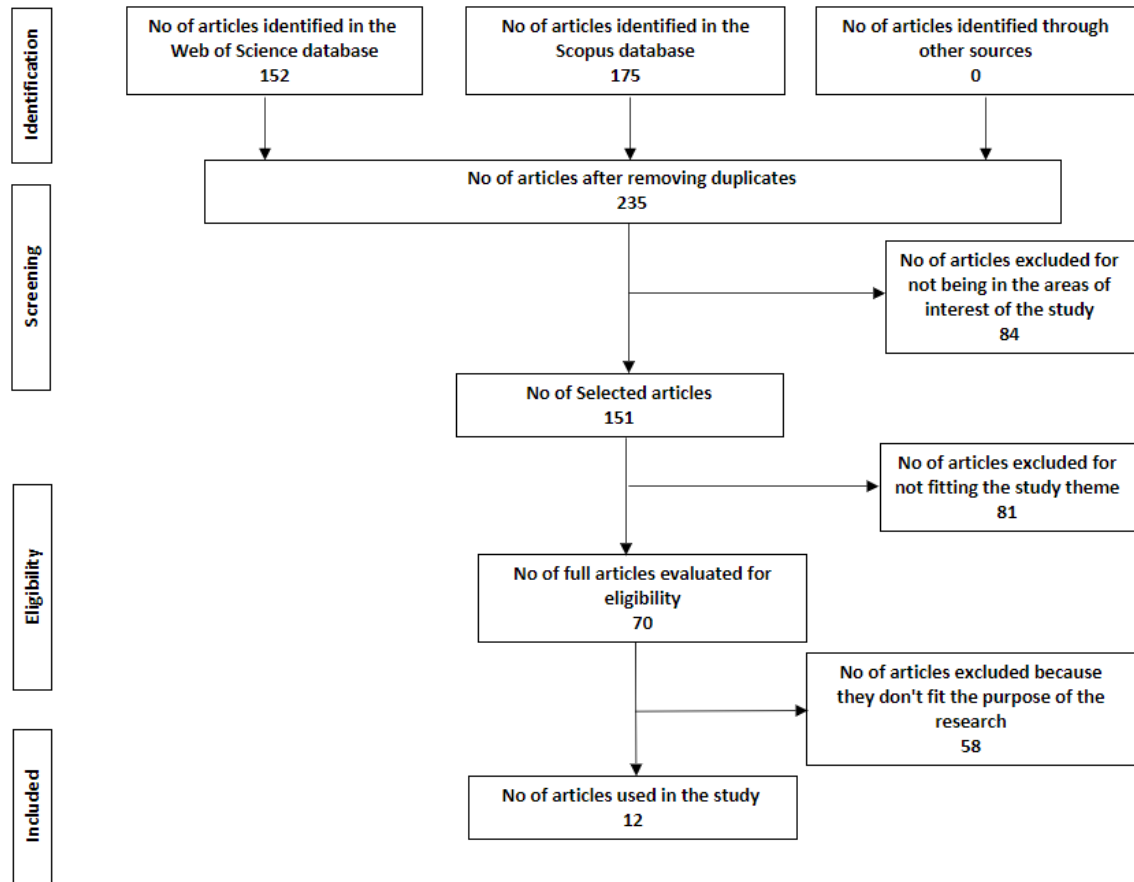 Identification
No of articles identified in the
Web of Science database
152
No of articles identified in the
Scopus database
175
No of articles identified through
other sources
0
No of articles after removing duplicates
235
Screening
No of articles excluded for
not being in the areas of
interest of the study
84
No of Selected articles
151
No of articles excluded for
not fitting the study theme
81
Eligibility
No of full articles evaluated for
eligibility
70
No of articles excluded because
they don't fit the purpose of the
research
58
Included
No of articles used in the study
12